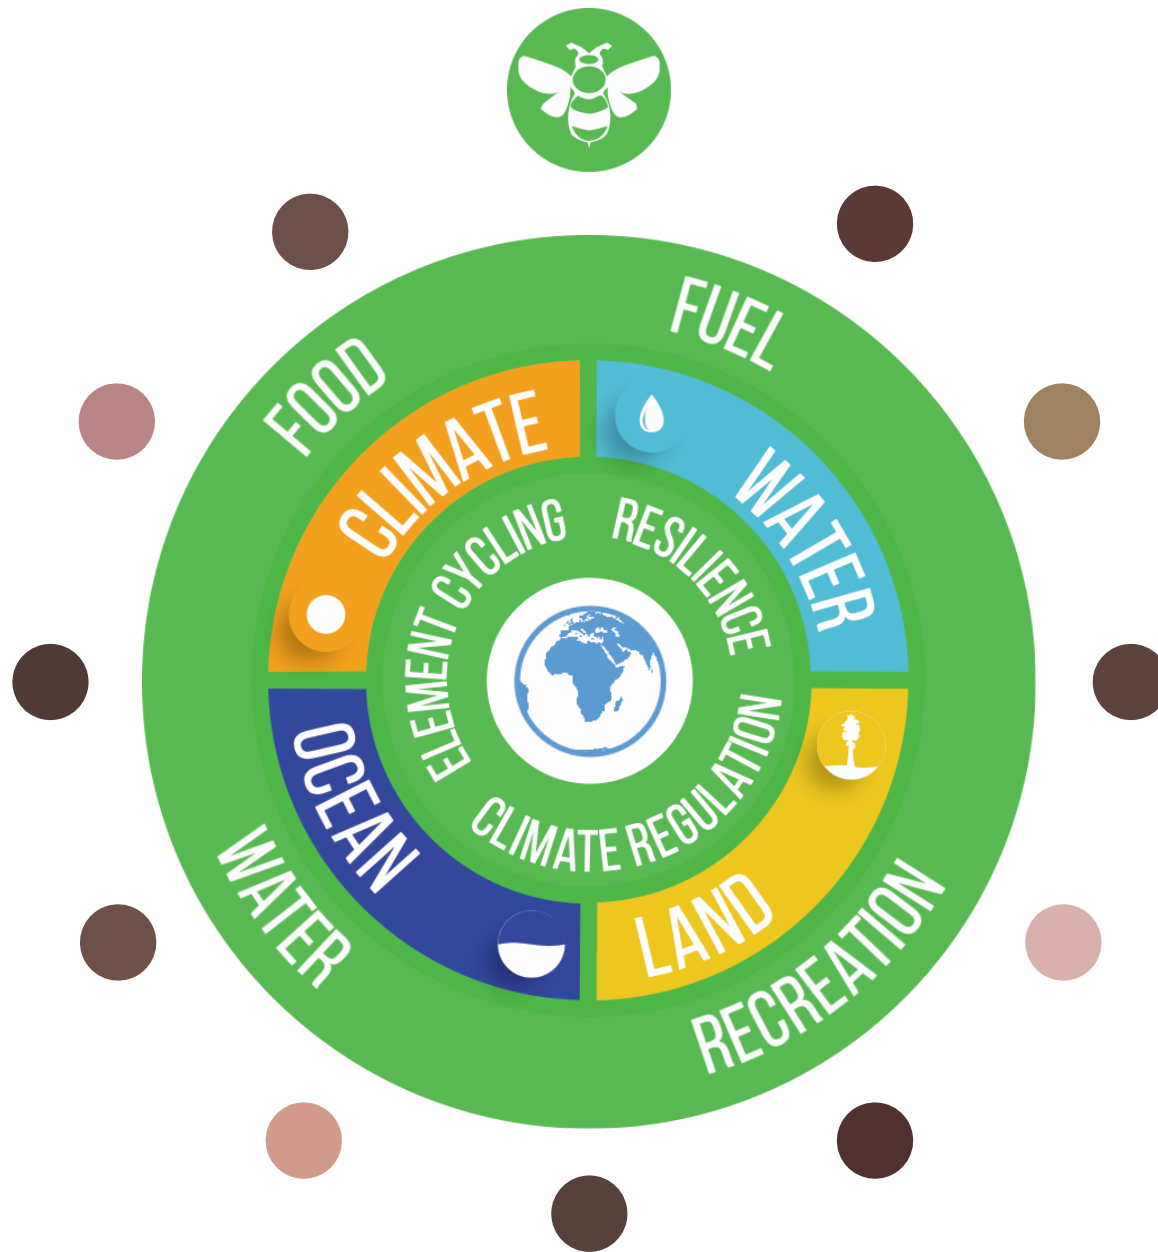 FOOD
FUEL
CLIMATE
WATER
ELEMENT CYCLING
RESILIENCE
CLIMATE REGULATION
OCEAN
LAND
WATER
RECREATION